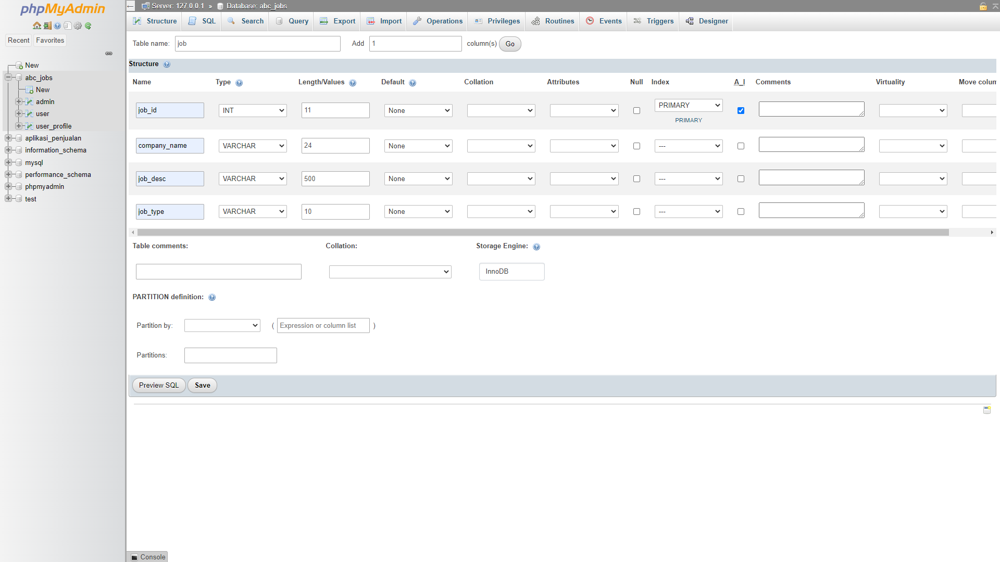 phpMyAdmin
Recent Favorites
New
abc_jobs
New
admin
user
user_profile
aplikasi_penjualan
information_schema
mysql
performance_schema
phpmyadmin
test
Server: 127.0.0.1 » Database: abc_jobs
Structure SQL Search Query Export Import Operations Privileges Routines Events Triggers Designer
Table name: job Add 1 column(s) Go
Structure
Name Type Length/Values Default Collation Attributes Null Index A_I Comments Virtuality Move colum
job_id INT 11 None PRIMARY
PRIMARY
company_name VARCHAR 24 None ---
job_desc VARCHAR 500 None ---
job_type VARCHAR 10 None ---
Table comments: Collation: Storage Engine:
InnoDB
PARTITION definition:
Partition by: ( Expression or column list )
Partitions:
Preview SQL Save
Console